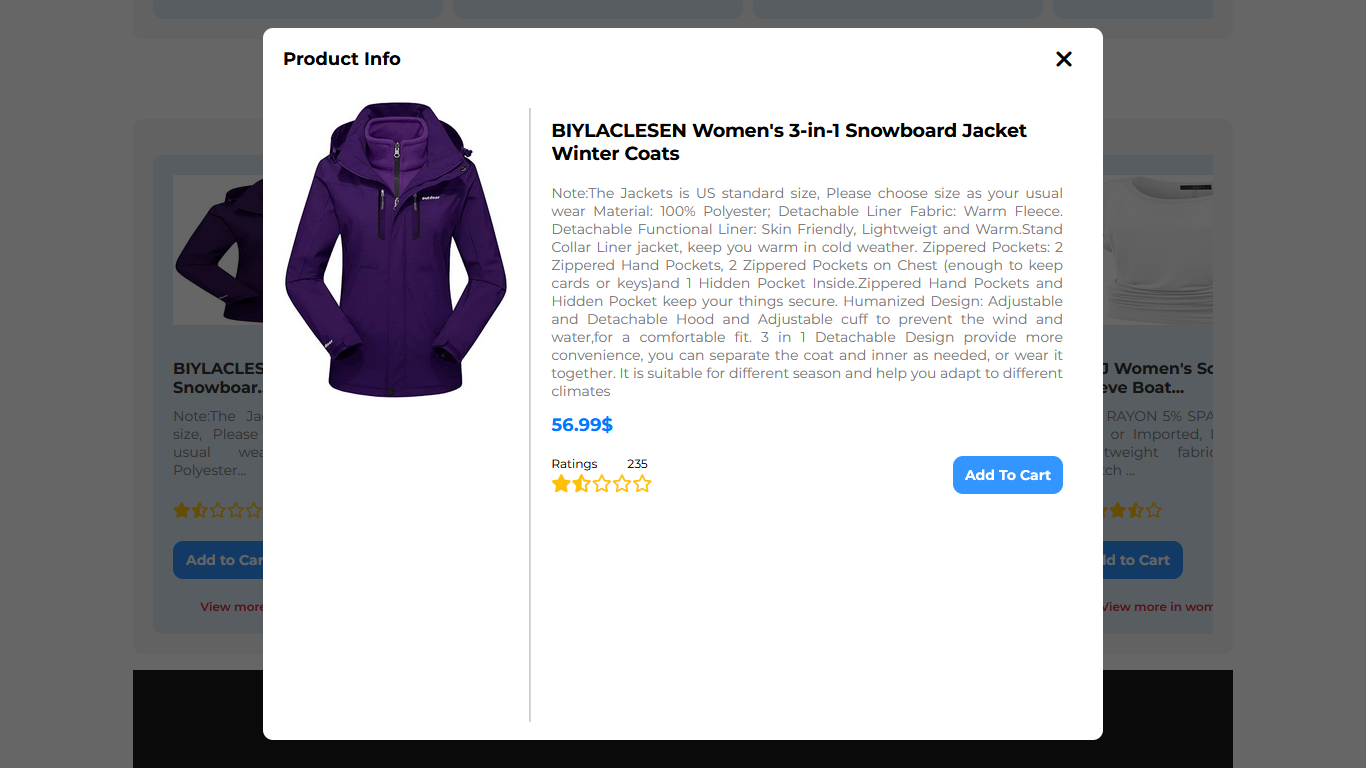 Product Info
outdoor
BIYLACLESEN Women's 3-in-1 Snowboard Jacket
Winter Coats
Note:The Jackets is US standard size, Please choose size as your usual
wear Material: 100% Polyester; Detachable Liner Fabric: Warm Fleece.
Detachable Functional Liner: Skin Friendly, Lightweigt and Warm.Stand
Collar Liner jacket, keep you warm in cold weather. Zippered Pockets: 2
Zippered Hand Pockets, 2 Zippered Pockets on Chest (enough to keep
cards or keys)and 1 Hidden Pocket Inside.Zippered Hand Pockets and
Hidden Pocket keep your things secure. Humanized Design: Adjustable
and Detachable Hood and Adjustable cuff to prevent the wind and
water,for a comfortable fit. 3 in 1 Detachable Design provide more
convenience, you can separate the coat and inner as needed, or wear it
together. It is suitable for different season and help you adapt to different
climates
56.99$
Ratings 235
Add To Cart
BIYLACLES
Snowboar..
Note:The Ja
size, Please
usual wea
Polyester...
Add to Car
View more
J Women's So
eve Boat...
RAYON 5% SPA
or Imported,
tweight fabric
ch ...
d to Cart
View more in wom